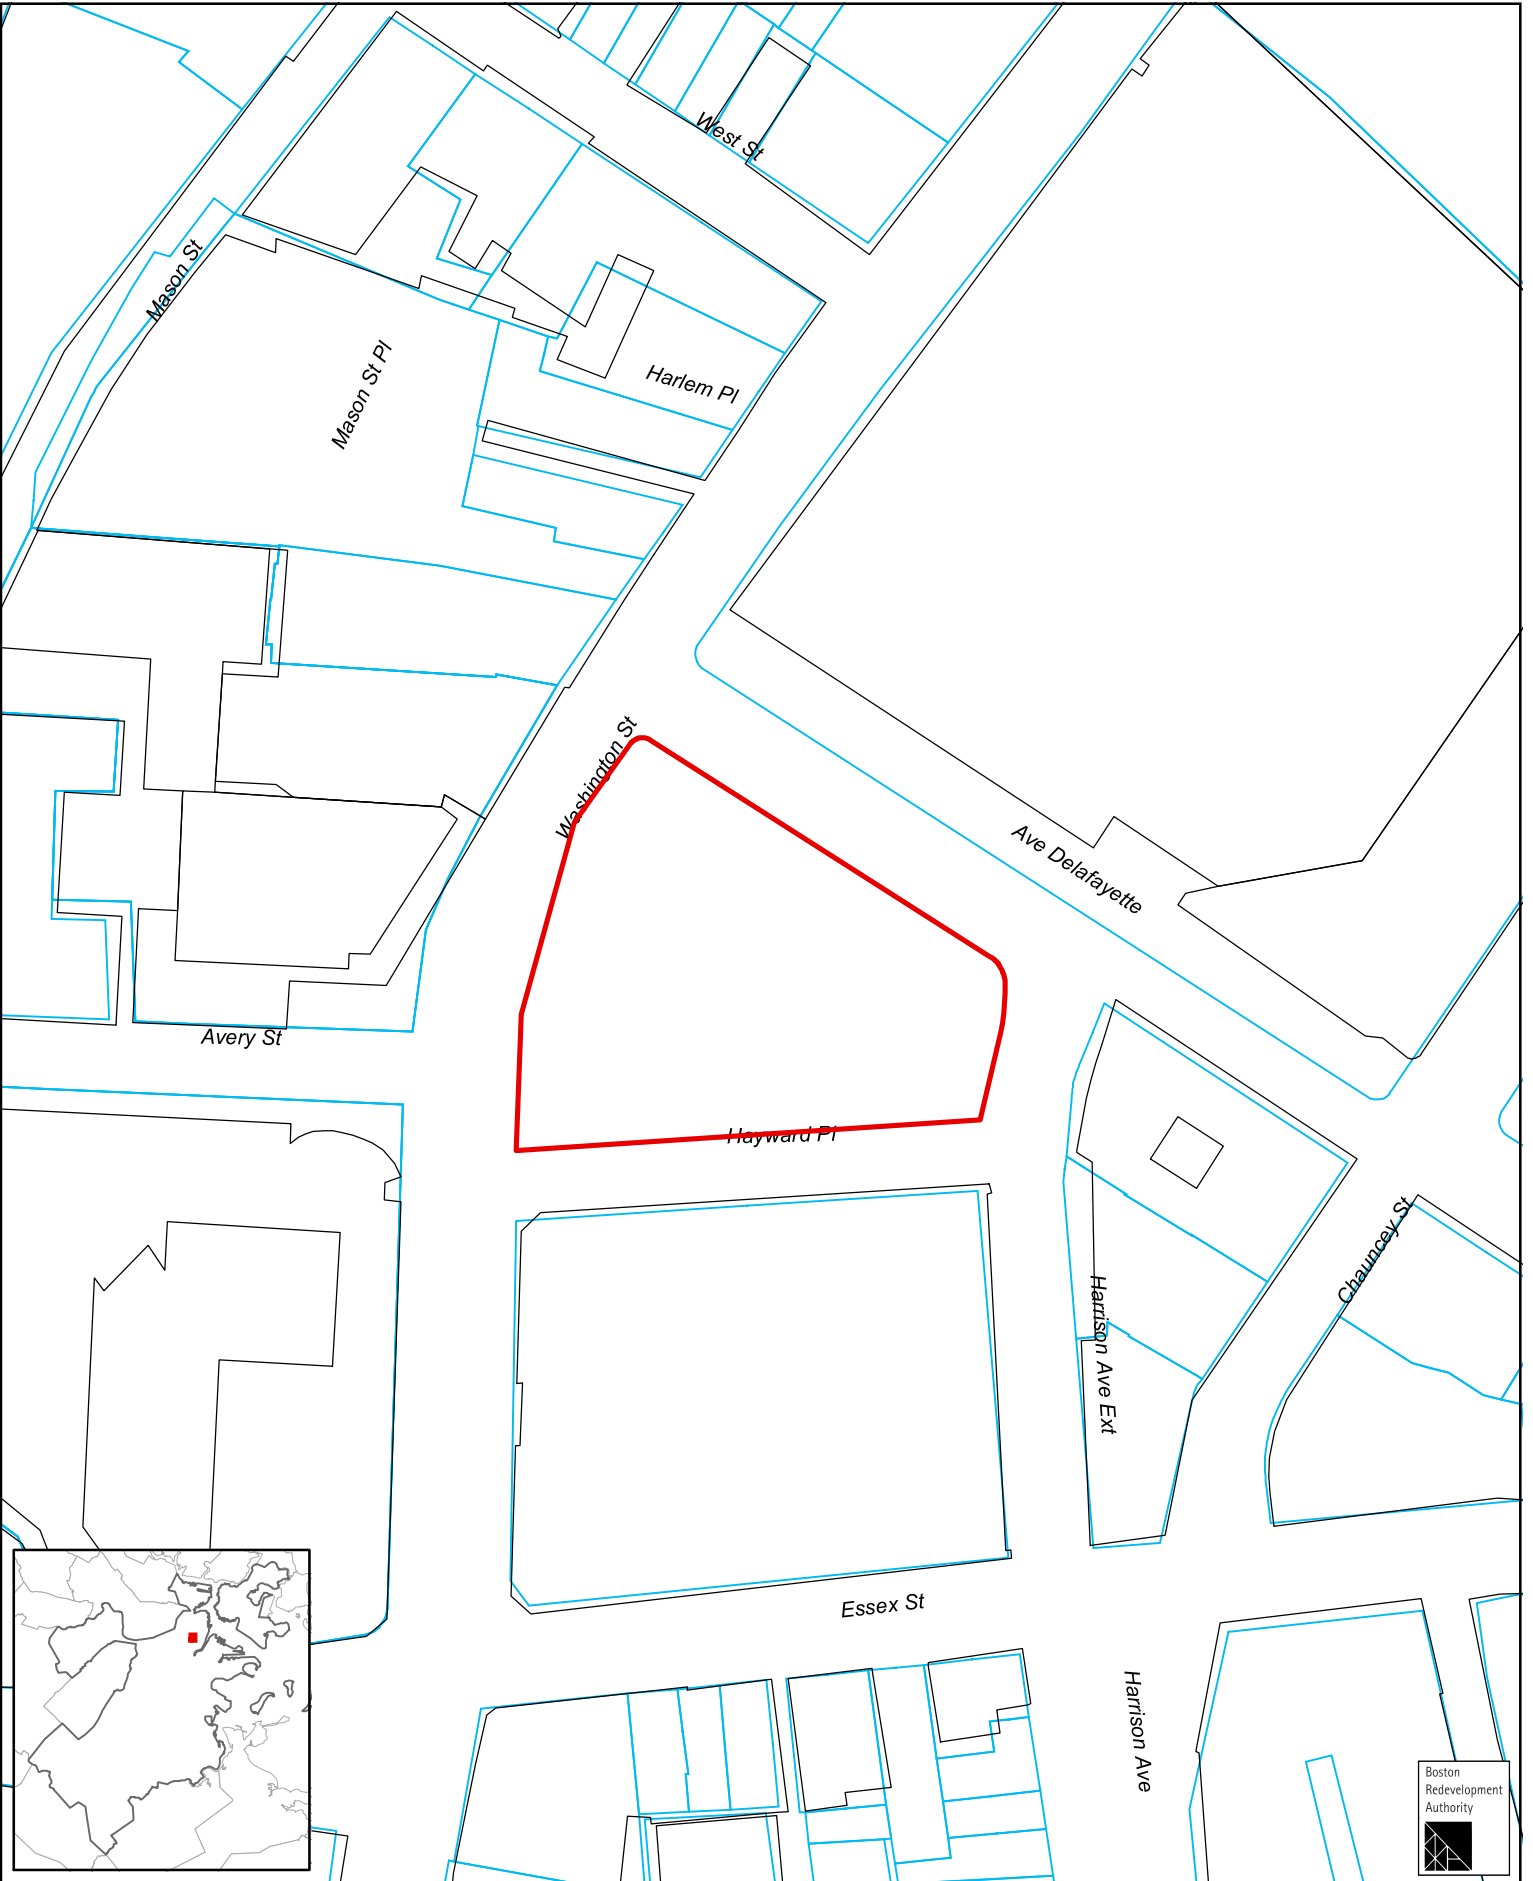 West St
Mason St
Mason St Pl
Harlem Pl
Washington St
Ave Delafayette
Avery St
Hayward Pl
Chauncey St
Harrison Ave Ext
Essex St
Harrison Ave
Boston
Redevelopment
Authority